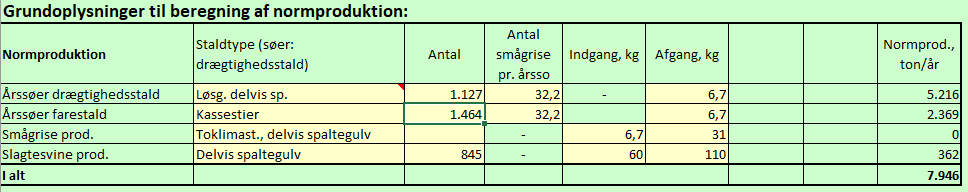 Grundoplysninger til beregning af normproduktion:
Normproduktion Staldtype (søer: drægtighedsstald) Antal Antal smågrise pr. årsso Indgang, kg Afgang, kg Normprod., ton/år
Årssøer drægtighedsstald Løsg. delvis sp. 1.127 32,2 - 6,7 5.216
Årssøer farestald Kassestier 1.464 32,2 6,7 2.369
Smågrise prod. Toklimast., delvis spaltegulv - 6,7 31 0
Slagtesvine prod. Delvis spaltegulv 845 - 60 110 362
I alt 7.946